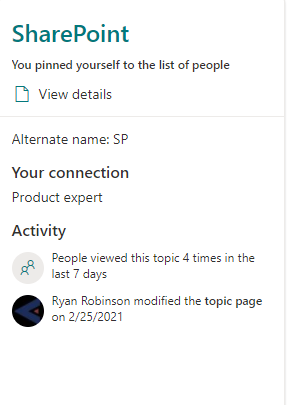 SharePoint
You pinned yourself to the list of people
View details
Alternate name: SP
Your connection
Product expert
Activity
People viewed this topic 4 times in the
last 7 days
Ryan Robinson modified the topic page
on 2/25/2021